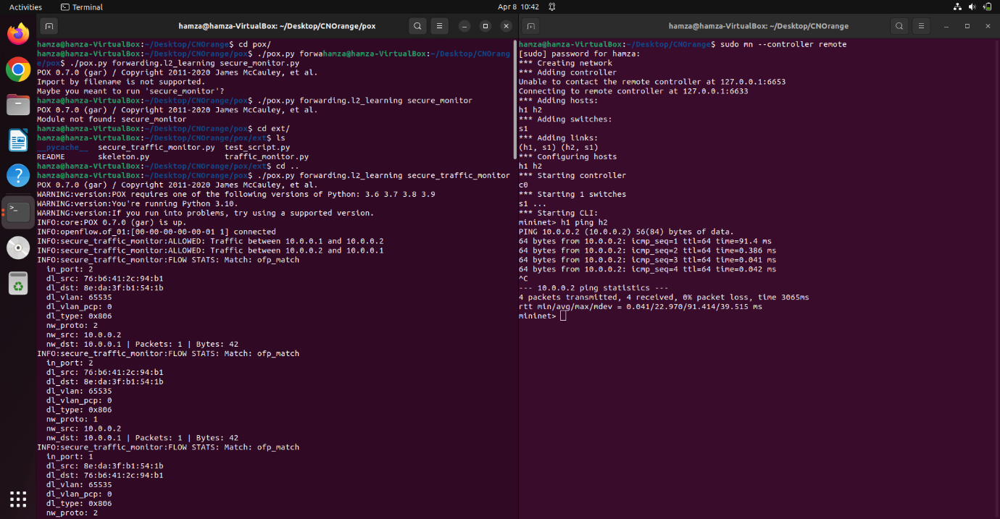 Activities
Terminal
Apr 8 10:42
hamza@hamza-VirtualBox: ~/Desktop/CNOrange/pox
hamza@hamza-VirtualBox:~/Desktop/CNOrange$ cd pox/
hamza@hamza-VirtualBox:~/Desktop/CNOrange/pox$ ./pox.py forwahamza@hamza-VirtualBox:~/Desktop/CNOrang
e/pox$ ./pox.py forwarding.l2_learning secure_monitor.py
POX 0.7.0 (gar) / Copyright 2011-2020 James McCauley, et al.
Import by filename is not supported.
Maybe you meant to run 'secure_monitor'?
hamza@hamza-VirtualBox:~/Desktop/CNOrange/pox$ ./pox.py forwarding.l2_learning secure_monitor
POX 0.7.0 (gar) / Copyright 2011-2020 James McCauley, et al.
Module not found: secure_monitor
hamza@hamza-VirtualBox:~/Desktop/CNOrange/pox$ cd ext/
hamza@hamza-VirtualBox:~/Desktop/CNOrange/pox/ext$ ls
__pycache__  secure_traffic_monitor.py  test_script.py
README       skeleton.py                traffic_monitor.py
hamza@hamza-VirtualBox:~/Desktop/CNOrange/pox/ext$ cd ..
hamza@hamza-VirtualBox:~/Desktop/CNOrange/pox$ ./pox.py forwarding.l2_learning secure_traffic_monitor
POX 0.7.0 (gar) / Copyright 2011-2020 James McCauley, et al.
WARNING:version:POX requires one of the following versions of Python: 3.6 3.7 3.8 3.9
WARNING:version:You're running Python 3.10.
WARNING:version:If you run into problems, try using a supported version.
INFO:core:POX 0.7.0 (gar) is up.
INFO:openflow.of_01:[00-00-00-00-00-01 1] connected
INFO:secure_traffic_monitor:ALLOWED: Traffic between 10.0.0.1 and 10.0.0.2
INFO:secure_traffic_monitor:ALLOWED: Traffic between 10.0.0.2 and 10.0.0.1
INFO:secure_traffic_monitor:FLOW STATS: Match: ofp_match
in_port: 2
dl_src: 76:b6:41:2c:94:b1
dl_dst: 8e:da:3f:b1:54:1b
dl_vlan: 65535
dl_vlan_pcp: 0
dl_type: 0x806
nw_proto: 2
nw_src: 10.0.0.2
nw_dst: 10.0.0.1 | Packets: 1 | Bytes: 42
INFO:secure_traffic_monitor:FLOW STATS: Match: ofp_match
in_port: 2
dl_src: 76:b6:41:2c:94:b1
dl_dst: 8e:da:3f:b1:54:1b
dl_vlan: 65535
dl_vlan_pcp: 0
dl_type: 0x806
nw_proto: 1
nw_src: 10.0.0.2
nw_dst: 10.0.0.1 | Packets: 1 | Bytes: 42
INFO:secure_traffic_monitor:FLOW STATS: Match: ofp_match
in_port: 1
dl_src: 8e:da:3f:b1:54:1b
dl_dst: 76:b6:41:2c:94:b1
dl_vlan: 65535
dl_vlan_pcp: 0
dl_type: 0x806
nw_proto: 2
hamza@hamza-VirtualBox: ~/Desktop/CNOrange
hamza@hamza-VirtualBox:~/Desktop/CNOrange$ sudo mn --controller remote
[sudo] password for hamza:
*** Creating network
*** Adding controller
Unable to contact the remote controller at 127.0.0.1:6653
Connecting to remote controller at 127.0.0.1:6633
*** Adding hosts:
h1 h2
*** Adding switches:
s1
*** Adding links:
(h1, s1) (h2, s1)
*** Configuring hosts
h1 h2
*** Starting controller
c0
*** Starting 1 switches
s1 ...
*** Starting CLI:
mininet> h1 ping h2
PING 10.0.0.2 (10.0.0.2) 56(84) bytes of data.
64 bytes from 10.0.0.2: icmp_seq=1 ttl=64 time=91.4 ms
64 bytes from 10.0.0.2: icmp_seq=2 ttl=64 time=0.386 ms
64 bytes from 10.0.0.2: icmp_seq=3 ttl=64 time=0.041 ms
64 bytes from 10.0.0.2: icmp_seq=4 ttl=64 time=0.042 ms
^C
--- 10.0.0.2 ping statistics ---
4 packets transmitted, 4 received, 0% packet loss, time 3065ms
rtt min/avg/max/mdev = 0.041/22.970/91.414/39.515 ms
mininet>